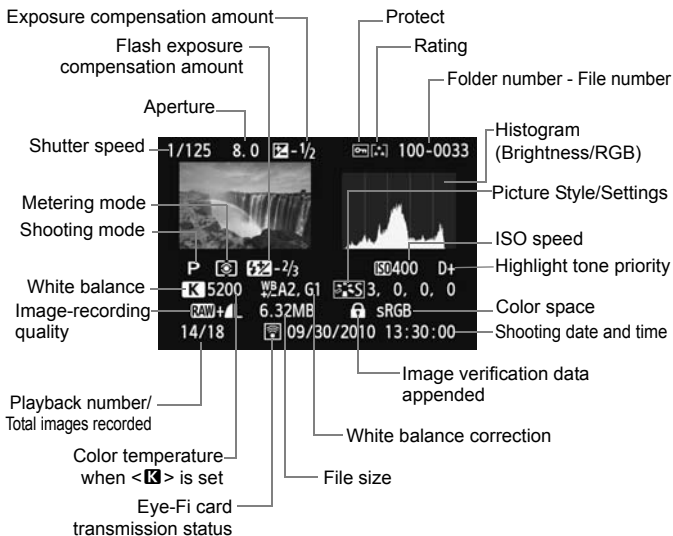 Exposure compensation amount
Protect
Flash exposure
compensation amount
Rating
Folder number - File number
Aperture
Histogram
(Brightness/RGB)
Shutter speed
1/125 8.0 -1/2 100-0033
Picture Style/Settings
Metering mode
Shooting mode
ISO speed
P -2/3 ISO400 D+
Highlight tone priority
White balance
K 5200 WB+/-A2, G1 S3, 0, 0, 0
Image-recording
quality
RAW+L 6.32MB sRGB
Color space
14/18 09/30/2010 13:30:00
Shooting date and time
Image verification data
appended
Playback number/
Total images recorded
White balance correction
Color temperature
when <K> is set
File size
Eye-Fi card
transmission status